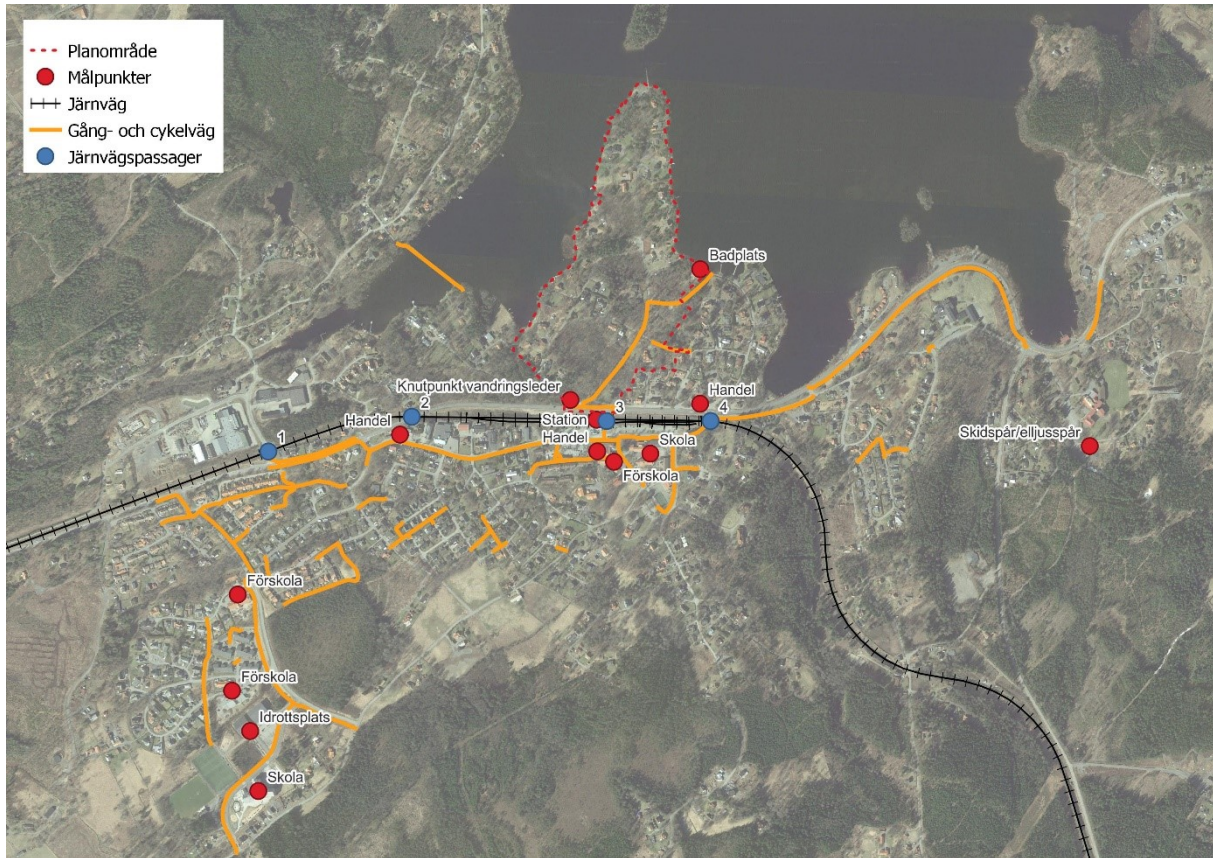 Planområde
Målpunkter
Järnväg
Gång- och cykelväg
Järnvägspassager
Badplats
Knutpunkt vandringsleder
Handel
2
Handel
Station
3
4
1
Handel
Skola
Skidspår/elljusspår
Förskola
Förskola
Förskola
Idrottsplats
Skola